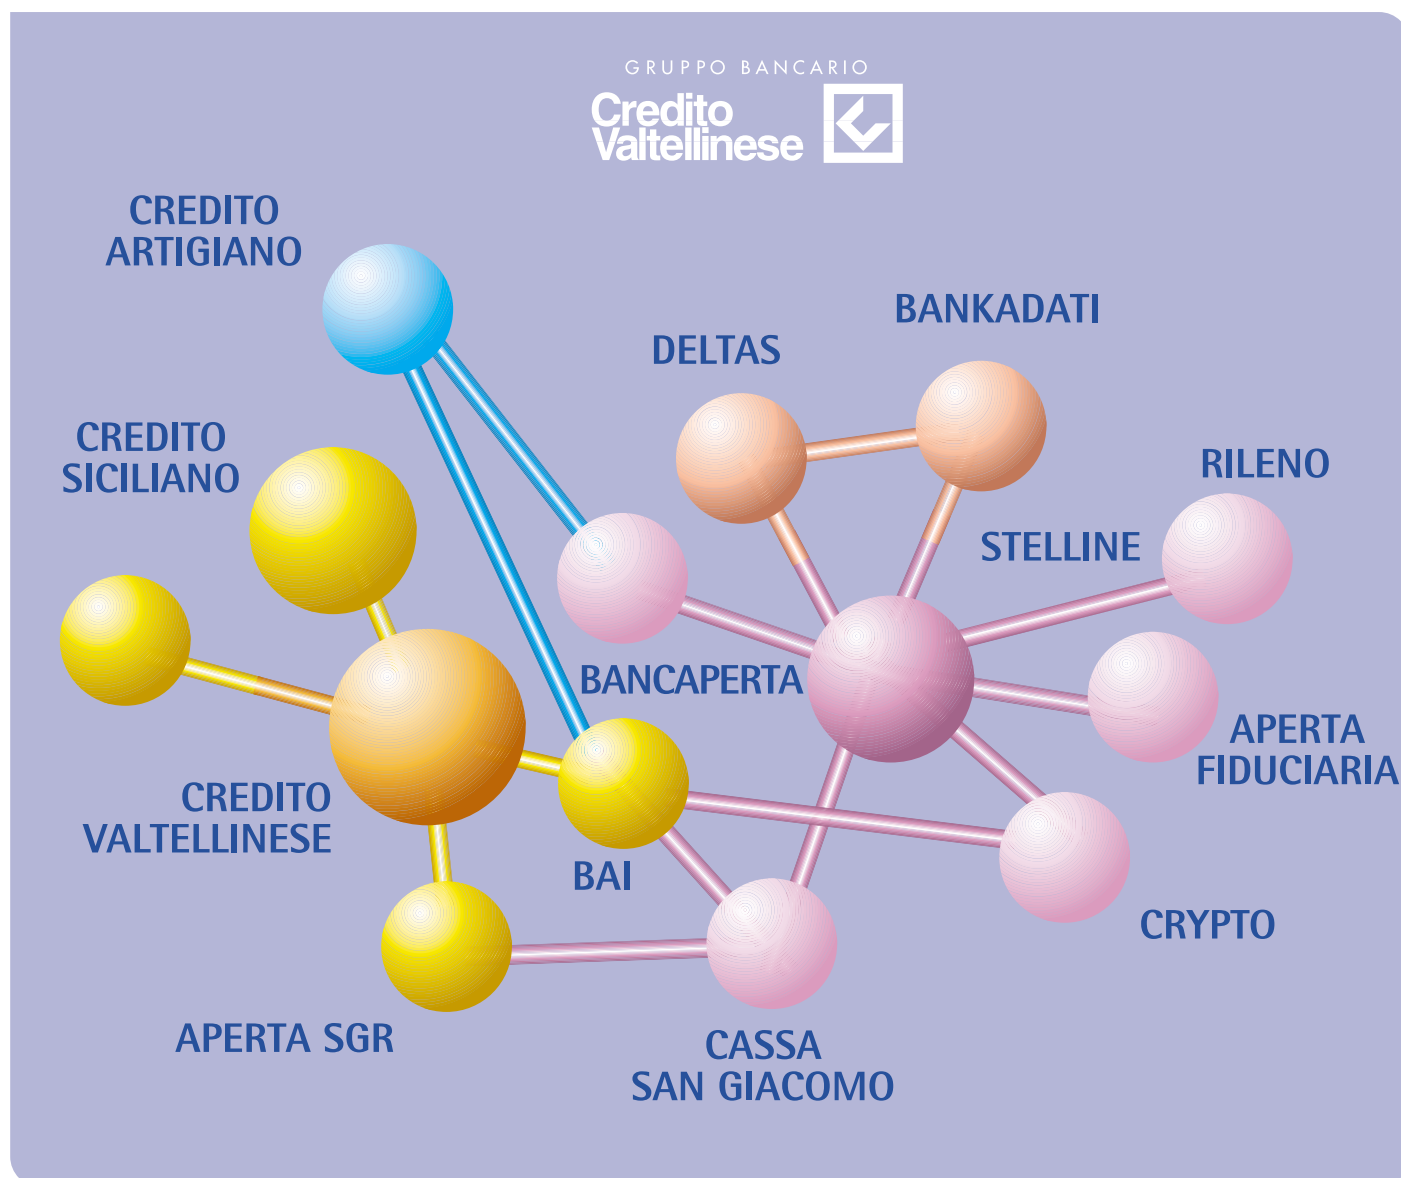 GRUPPO BANCARIO
Credito
Valtellinese
CREDITO
ARTIGIANO
BANKADATI
DELTAS
CREDITO
SICILIANO
RILENO
STELLINE
BANCAPERTA
APERTA
FIDUCIARIA
CREDITO
VALTELLINESE
BAI
CRYPTO
APERTA SGR
CASSA
SAN GIACOMO